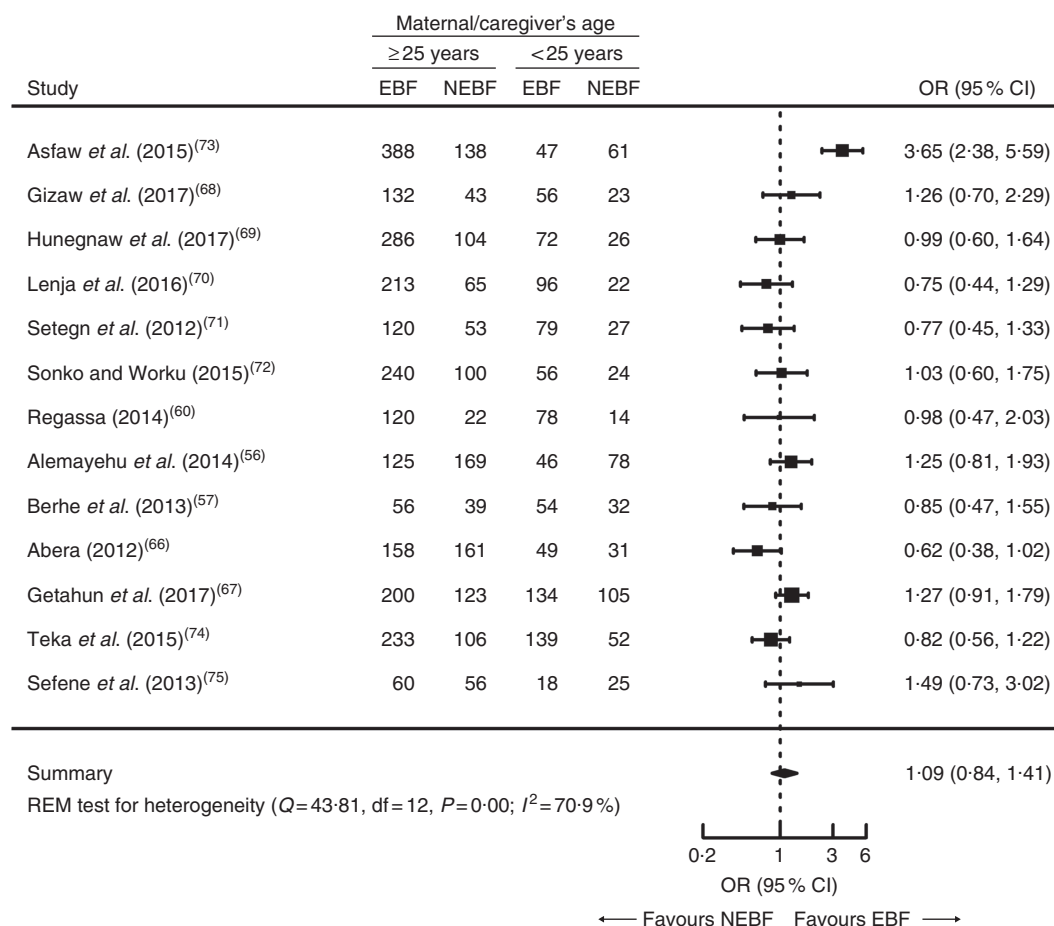 Maternal/caregiver's age
≥25 years <25 years
Study EBF NEBF EBF NEBF OR (95 % CI)
Asfaw et al. (2015)(73) 388 138 47 61 3·65 (2·38, 5·59)
Gizaw et al. (2017)(68) 132 43 56 23 1·26 (0·70, 2·29)
Hunegnaw et al. (2017)(69) 286 104 72 26 0·99 (0·60, 1·64)
Lenja et al. (2016)(70) 213 65 96 22 0·75 (0·44, 1·29)
Setegn et al. (2012)(71) 120 53 79 27 0·77 (0·45, 1·33)
Sonko and Worku (2015)(72) 240 100 56 24 1·03 (0·60, 1·75)
Regassa (2014)(60) 120 22 78 14 0·98 (0·47, 2·03)
Alemayehu et al. (2014)(56) 125 169 46 78 1·25 (0·81, 1·93)
Berhe et al. (2013)(57) 56 39 54 32 0·85 (0·47, 1·55)
Abera (2012)(66) 158 161 49 31 0·62 (0·38, 1·02)
Getahun et al. (2017)(67) 200 123 134 105 1·27 (0·91, 1·79)
Teka et al. (2015)(74) 233 106 139 52 0·82 (0·56, 1·22)
Sefene et al. (2013)(75) 60 56 18 25 1·49 (0·73, 3·02)
Summary 1·09 (0·84, 1·41)
REM test for heterogeneity (Q=43·81, df=12, P=0·00; I²=70·9 %)
0·2 1 3 6
OR (95 % CI)
← Favours NEBF Favours EBF →